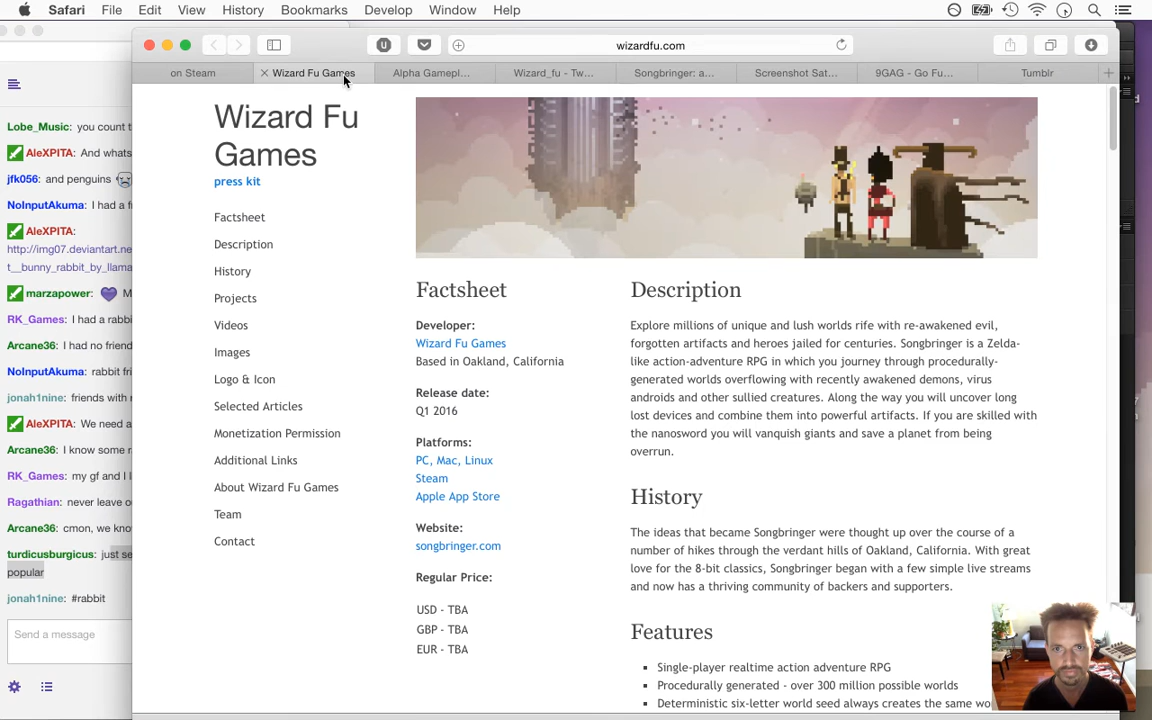 Safari File Edit View History Bookmarks Develop Window Help
wizardfu.com
on Steam
Wizard Fu Games
Alpha Gamepl...
Wizard_fu - Tw...
Songbringer: a...
Screenshot Sat...
9GAG - Go Fu...
Tumblr
Lobe_Music: you count t
AleXPITA: And whats
jfk056: and penguins
NoInputAkuma: I had a f
AleXPITA:
http://img07.deviantart.ne
t__bunny_rabbit_by_llama
marzapower: M
RK_Games: I had a rabbi
Arcane36: I had no friend
NoInputAkuma: rabbit fri
jonah1nine: friends with
AleXPITA: We need a
Arcane36: I know some r
RK_Games: my gf and I l
Ragathian: never leave o
Arcane36: cmon, we kno
turdicusburgicus: just se
popular
jonah1nine: #rabbit
Send a message
Wizard Fu
Games
press kit
Factsheet
Description
History
Projects
Videos
Images
Logo & Icon
Selected Articles
Monetization Permission
Additional Links
About Wizard Fu Games
Team
Contact
Factsheet
Developer:
Wizard Fu Games
Based in Oakland, California
Release date:
Q1 2016
Platforms:
PC, Mac, Linux
Steam
Apple App Store
Website:
songbringer.com
Regular Price:
USD - TBA
GBP - TBA
EUR - TBA
Description
Explore millions of unique and lush worlds rife with re-awakened evil,
forgotten artifacts and heroes jailed for centuries. Songbringer is a Zelda-
like action-adventure RPG in which you journey through procedurally-
generated worlds overflowing with recently awakened demons, virus
androids and other sullied creatures. Along the way you will uncover long
lost devices and combine them into powerful artifacts. If you are skilled with
the nanosword you will vanquish giants and save a planet from being
overrun.
History
The ideas that became Songbringer were thought up over the course of a
number of hikes through the verdant hills of Oakland, California. With great
love for the 8-bit classics, Songbringer began with a few simple live streams
and now has a thriving community of backers and supporters.
Features
Single-player realtime action adventure RPG
Procedurally generated - over 300 million possible worlds
Deterministic six-letter world seed always creates the same wo